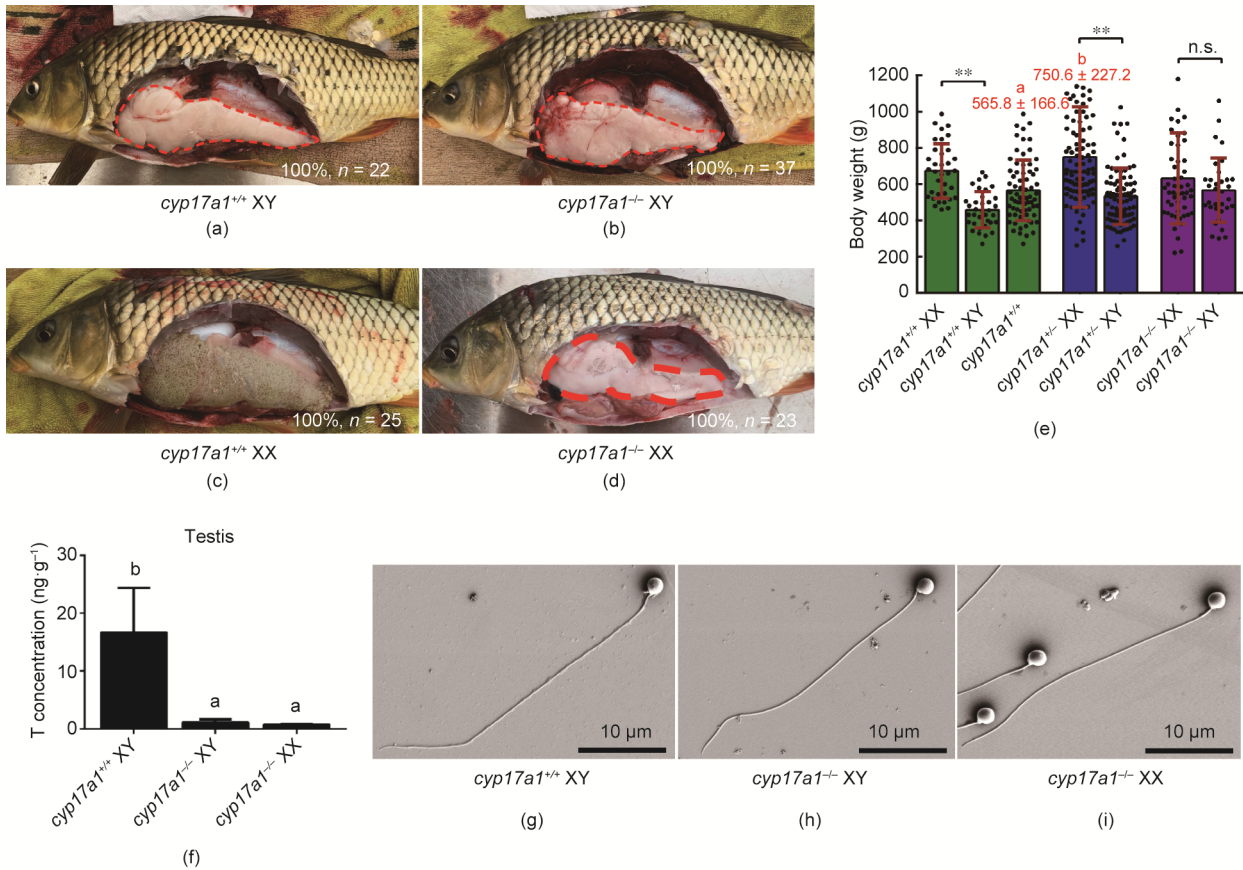 100%, n = 22
cyp17a1+/+ XY
(a)
100%, n = 37
cyp17a1–/– XY
(b)
100%, n = 25
cyp17a1+/+ XX
(c)
100%, n = 23
cyp17a1–/– XX
(d)
Body weight (g)
1200
1000
800
600
400
200
0
**
a
565.8 ± 166.6
**
b
750.6 ± 227.2
n.s.
cyp17a1+/+ XX
cyp17a1+/+ XY
cyp17a1+/+
cyp17a1+/– XX
cyp17a1+/– XY
cyp17a1–/– XX
cyp17a1–/– XY
(e)
Testis
T concentration (ng·g–1)
30
20
10
0
b
a
a
cyp17a1+/+ XY
cyp17a1–/– XY
cyp17a1–/– XX
(f)
10 μm
cyp17a1+/+ XY
(g)
10 μm
cyp17a1–/– XY
(h)
10 μm
cyp17a1–/– XX
(i)